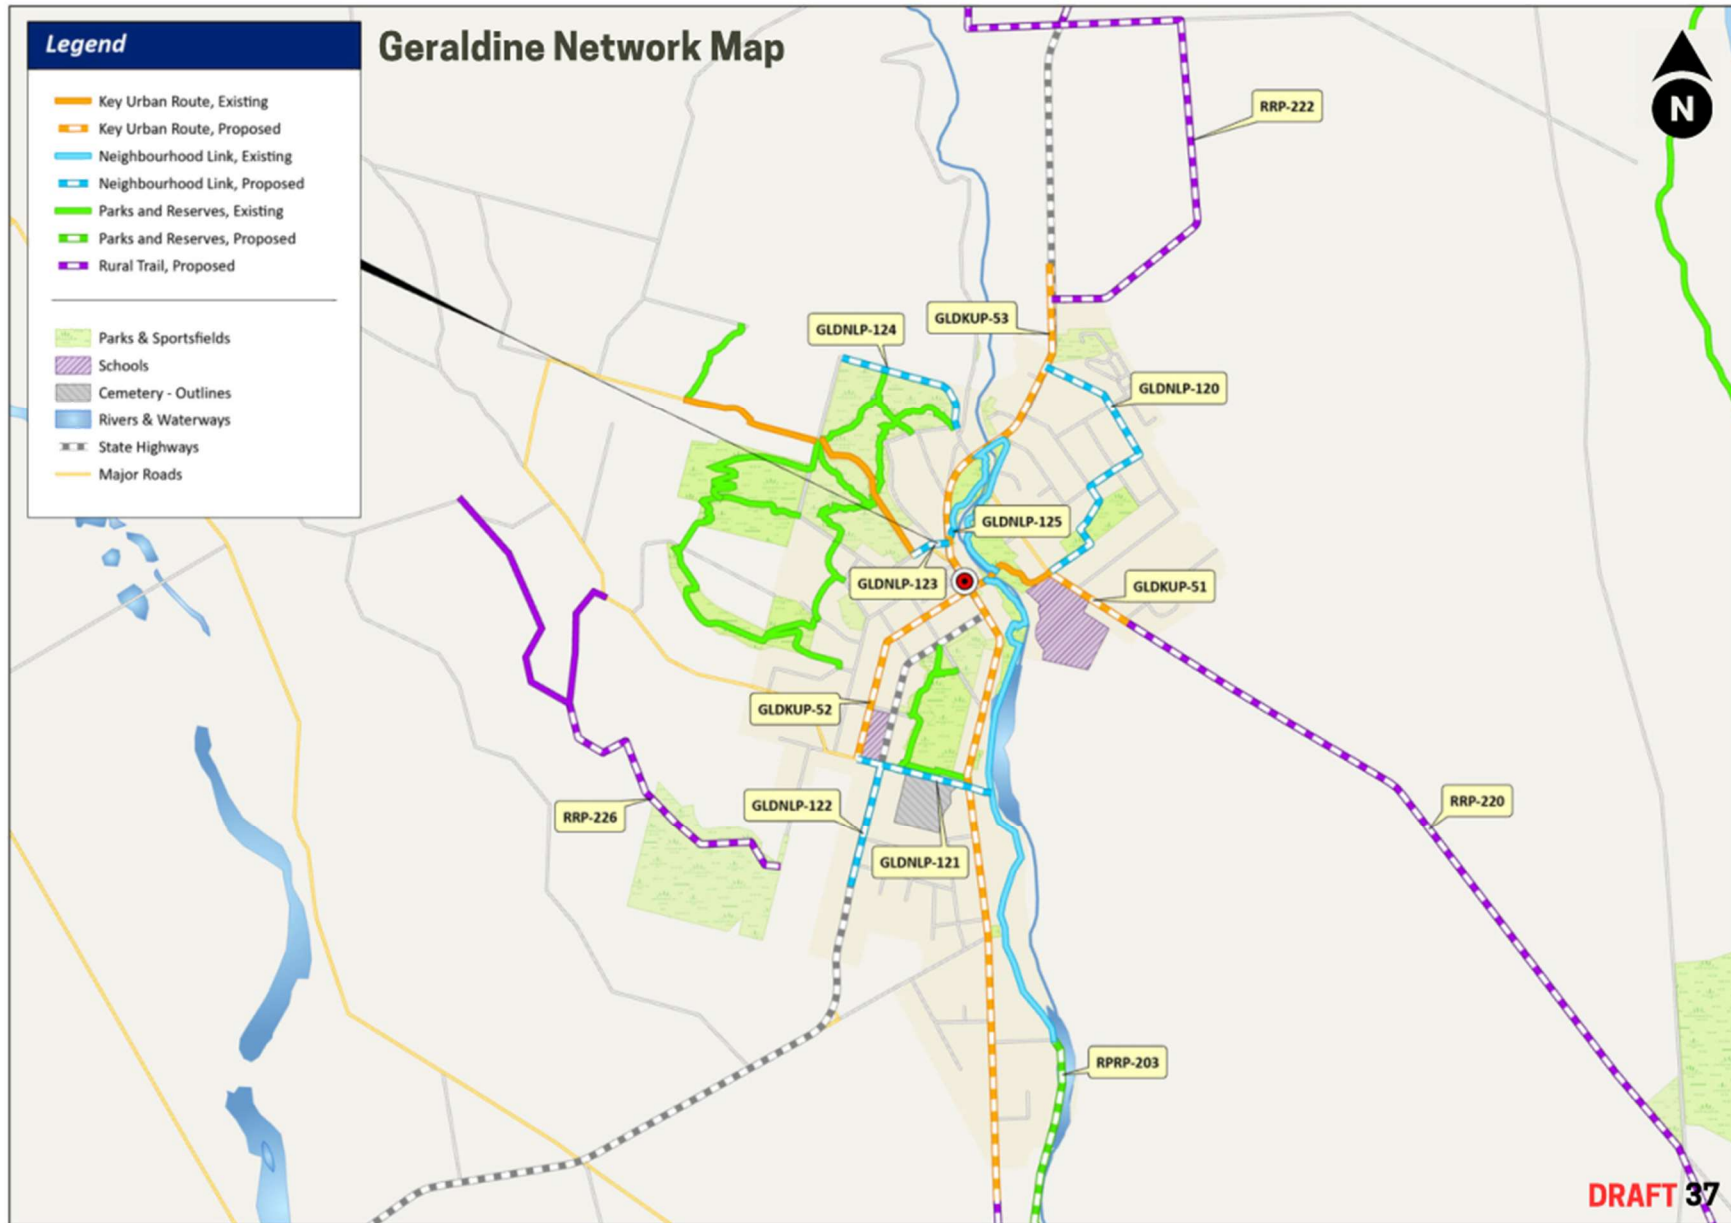 Legend
Geraldine Network Map
Key Urban Route, Existing
Key Urban Route, Proposed
Neighbourhood Link, Existing
Neighbourhood Link, Proposed
Parks and Reserves, Existing
Parks and Reserves, Proposed
Rural Trail, Proposed
Parks & Sportsfields
Schools
Cemetery - Outlines
Rivers & Waterways
State Highways
Major Roads
N
RRP-222
GLDKUP-53
GLDNLP-124
GLDNLP-120
GLDNLP-125
GLDNLP-123
GLDKUP-51
GLDKUP-52
GLDNLP-122
RRP-226
RRP-220
GLDNLP-121
RPRP-203
DRAFT 37